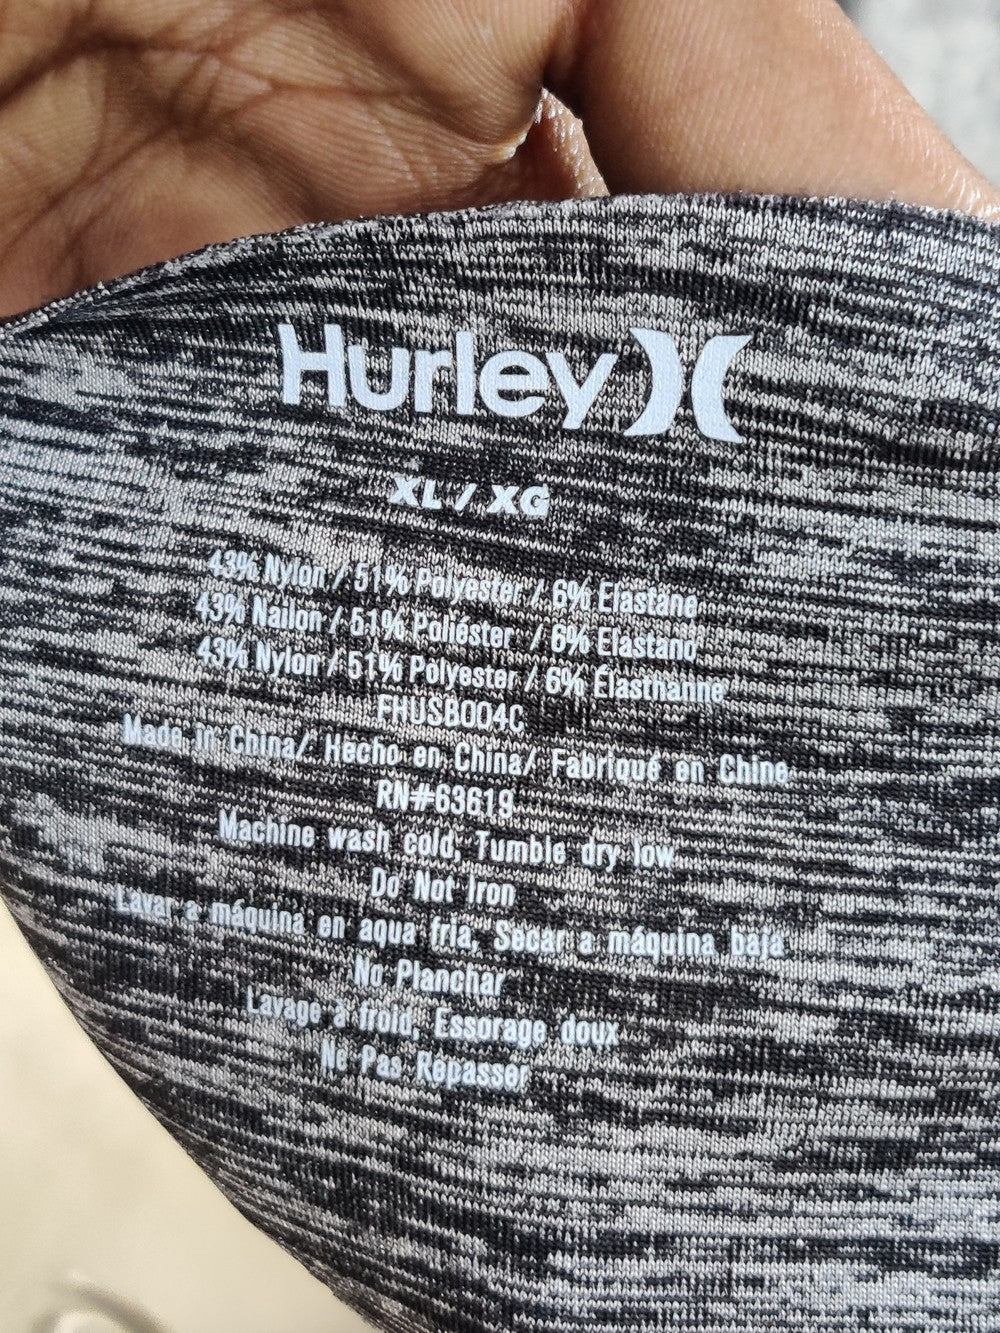 Hurley
XL / XG
43% Nylon / 51% Polyester / 6% Elastane
43% Nailon / 51% Poliéster / 6% Elastano
43% Nylon / 51% Polyester / 6% Élasthanne
FHUSB004C
Made in China/ Hecho en China/ Fabriqué en Chine
RN#63619
Machine wash cold, Tumble dry low
Do Not Iron
Lavar a máquina en aqua fria, Secar a máquina baja
No Planchar
Lavage à froid, Essorage doux
Ne Pas Repasser